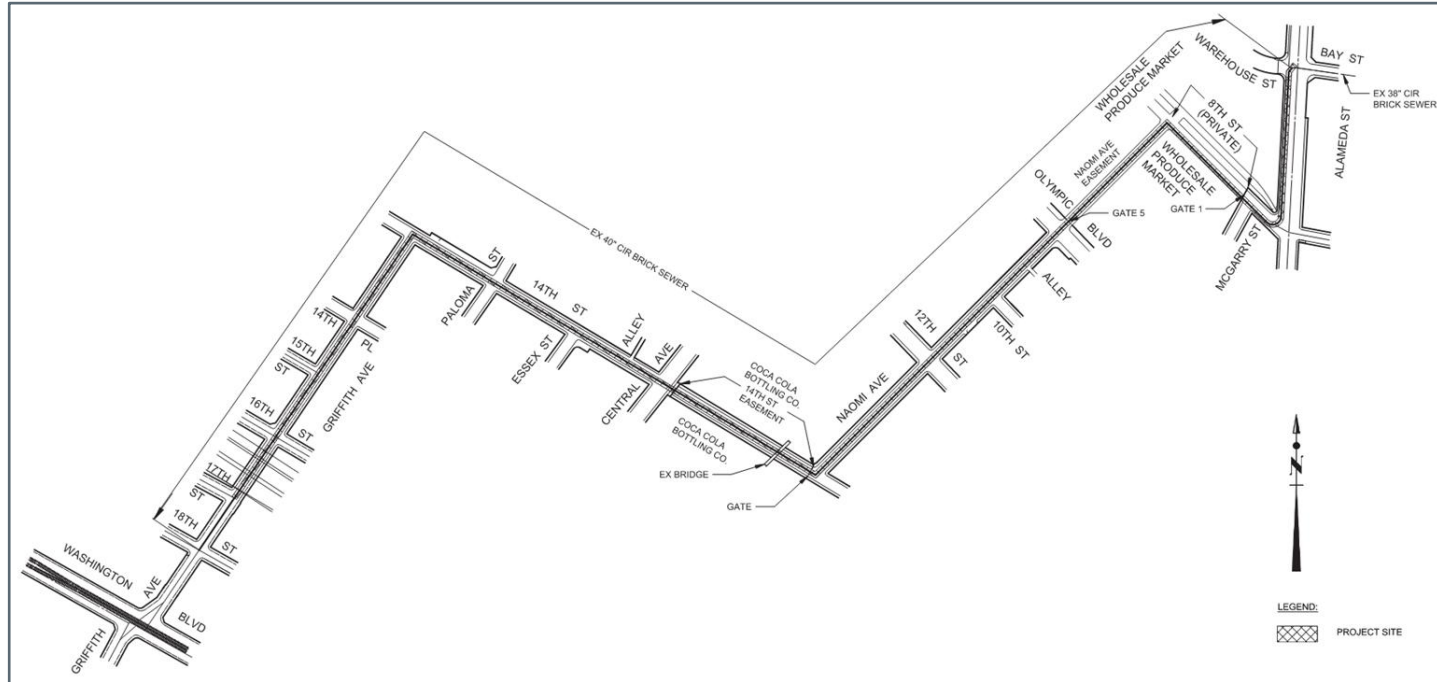 WAREHOUSE ST
BAY ST
WHOLESALE
PRODUCE MARKET
EX 38" CIR
BRICK SEWER
8TH ST
(PRIVATE)
ALAMEDA ST
WHOLESALE
PRODUCE
MARKET
NAOMI AVE
EASEMENT
OLYMPIC
BLVD
GATE 5
GATE 1
MCGARRY ST
ALLEY
10TH ST
12TH
ST
NAOMI AVE
EX 40" CIR BRICK SEWER
ST
PALOMA
14TH
ST
ALLEY
ESSEX ST
AVE
CENTRAL
COCA COLA
BOTTLING CO.
14TH ST
EASEMENT
COCA COLA
BOTTLING CO.
EX BRIDGE
GATE
14TH
PL
15TH
ST
GRIFFITH AVE
16TH
ST
17TH
ST
18TH
ST
WASHINGTON
BLVD
AVE
GRIFFITH
N
LEGEND:
PROJECT SITE